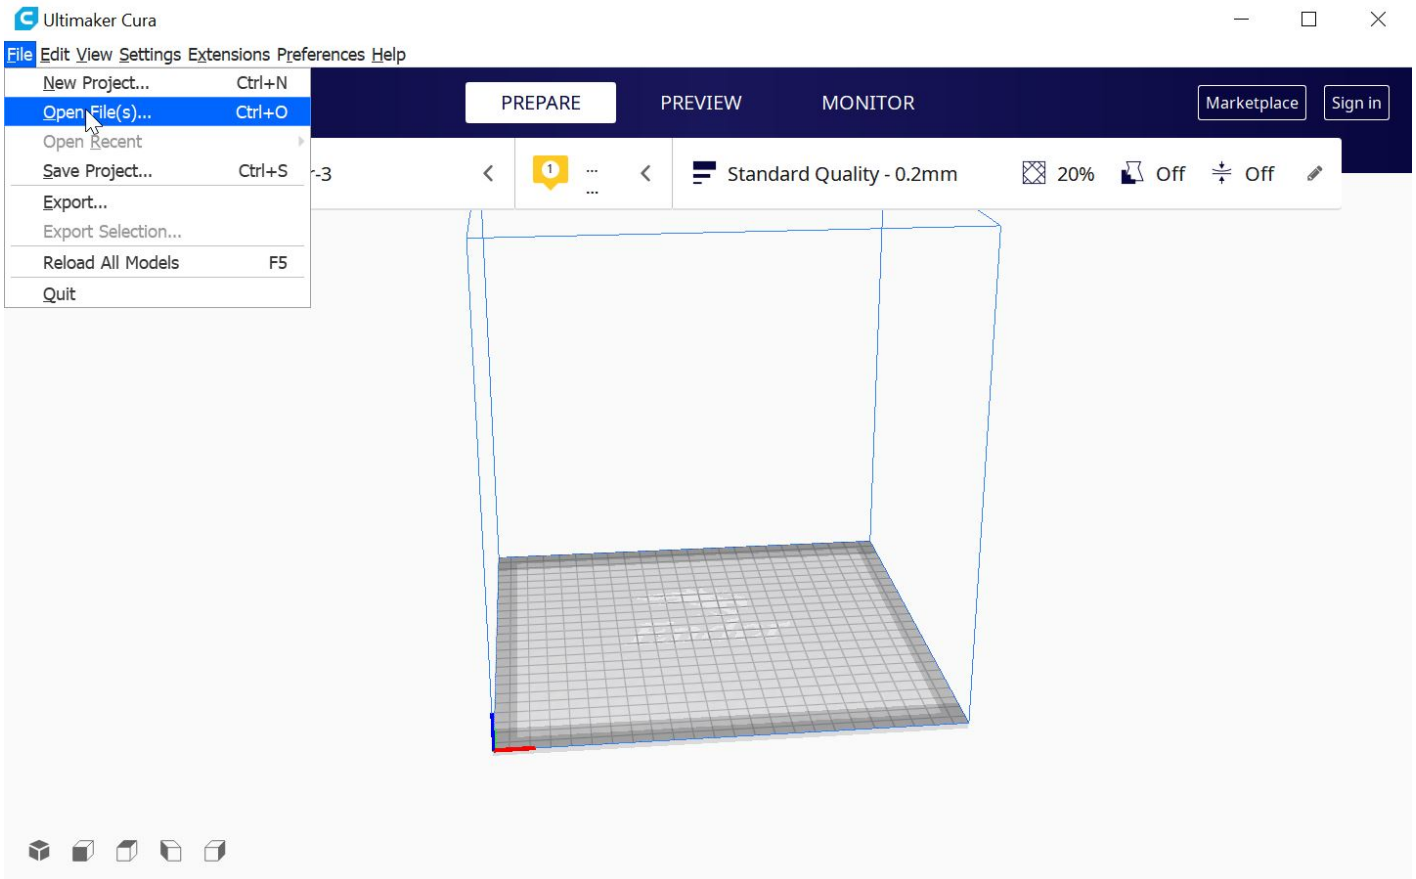 Ultimaker Cura
File Edit View Settings Extensions Preferences Help
New Project... Ctrl+N
Open File(s)... Ctrl+O
Open Recent
Save Project... Ctrl+S
Export...
Export Selection...
Reload All Models F5
Quit
PREPARE PREVIEW MONITOR
Marketplace Sign in
r-3
1
...
...
Standard Quality - 0.2mm
20% Off Off